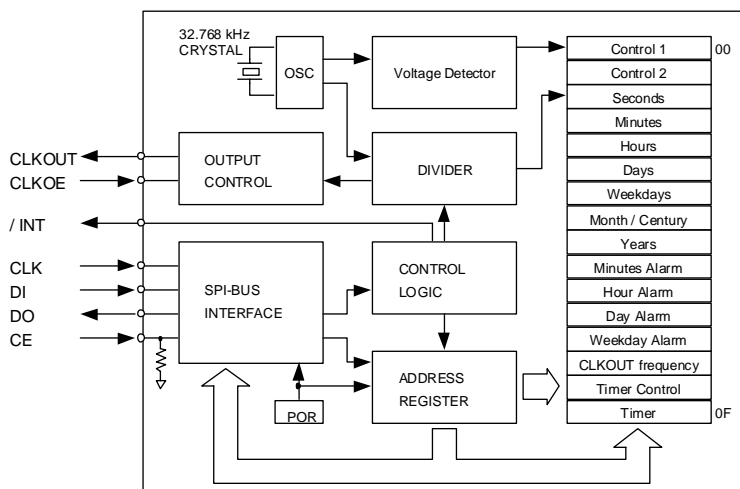 32.768 kHz
CRYSTAL
OSC
Voltage Detector
Control 1
00
Control 2
Seconds
Minutes
Hours
Days
Weekdays
Month / Century
Years
Minutes Alarm
Hour Alarm
Day Alarm
Weekday Alarm
CLKOUT frequency
Timer Control
Timer
0F
CLKOUT
CLKOE
OUTPUT
CONTROL
DIVIDER
/ INT
CLK
DI
DO
CE
SPI-BUS
INTERFACE
CONTROL
LOGIC
ADDRESS
REGISTER
POR